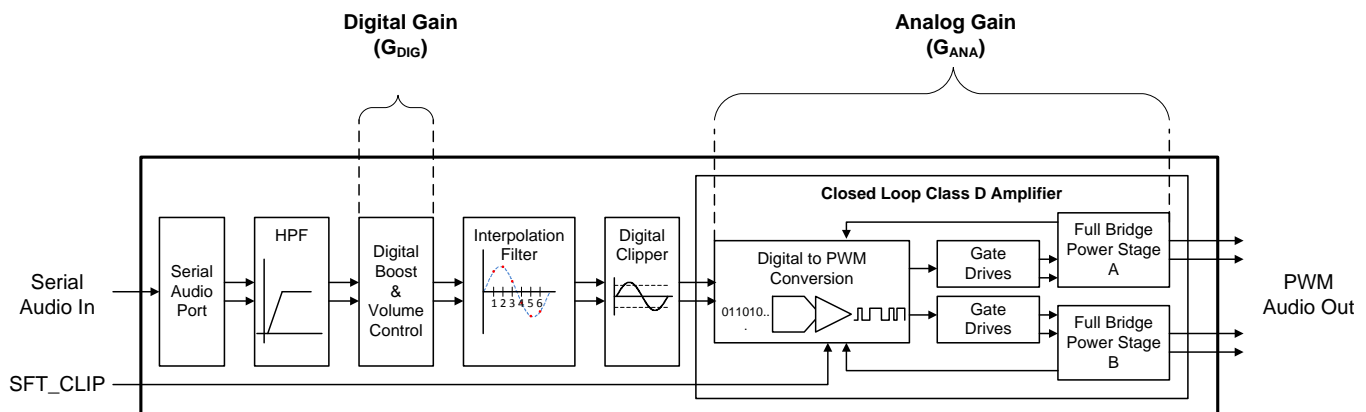 Digital Gain
(GDIG)
Analog Gain
(GANA)
Closed Loop Class D Amplifier
Serial
Audio In
SFT_CLIP
Serial
Audio
Port
HPF
Digital
Boost
&
Volume
Control
Interpolation
Filter
1 2 3 4 5 6
Digital
Clipper
Digital to PWM
Conversion
011010..
.
Gate
Drives
Gate
Drives
Full Bridge
Power Stage
A
Full Bridge
Power Stage
B
PWM
Audio Out